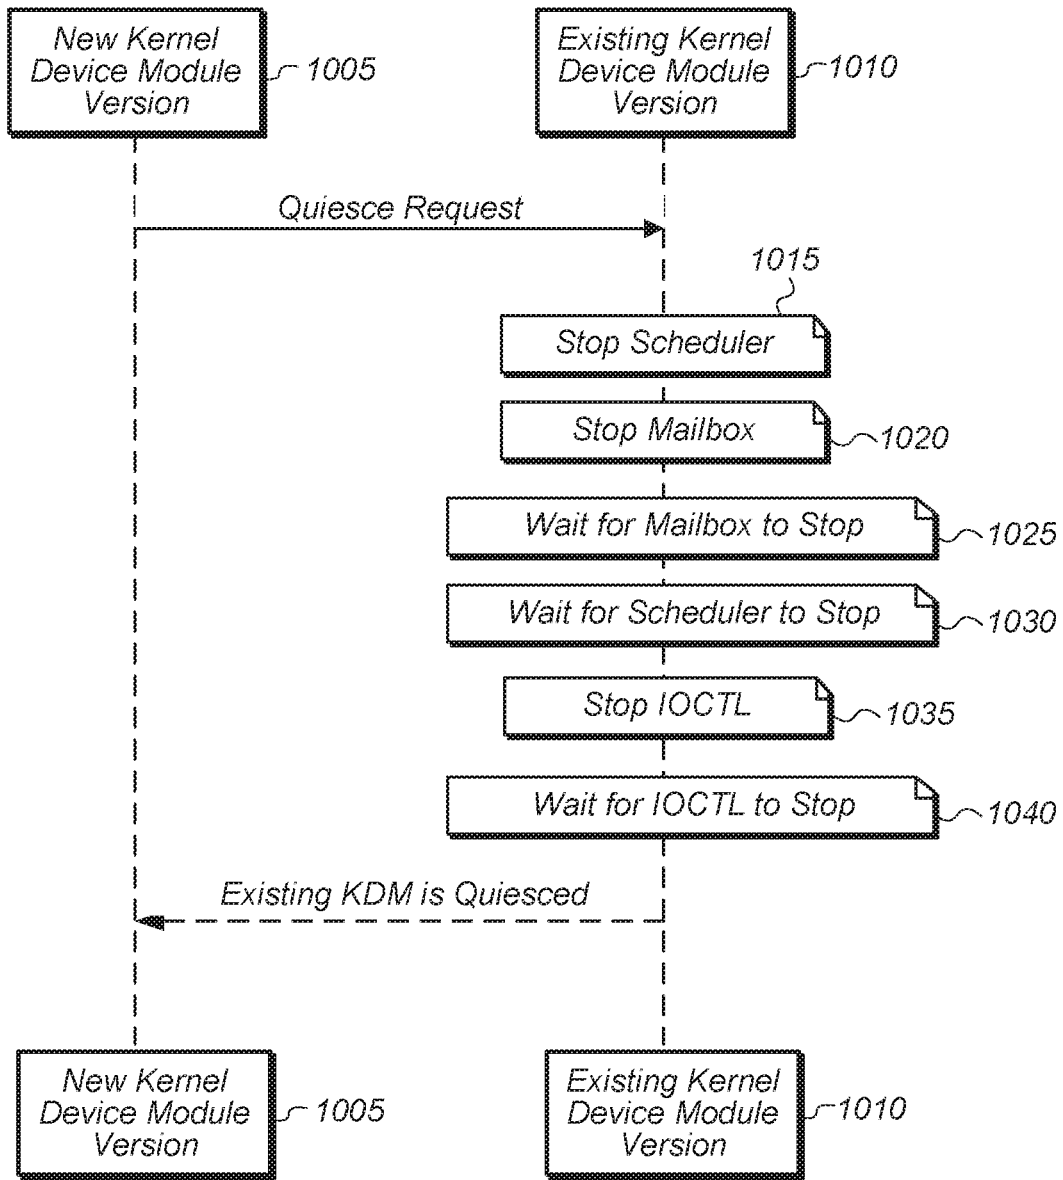 New Kernel
Device Module
Version
1005
Existing Kernel
Device Module
Version
1010
Quiesce Request
1015
Stop Scheduler
Stop Mailbox
1020
Wait for Mailbox to Stop
1025
Wait for Scheduler to Stop
1030
Stop IOCTL
1035
Wait for IOCTL to Stop
1040
Existing KDM is Quiesced
New Kernel
Device Module
Version
1005
Existing Kernel
Device Module
Version
1010